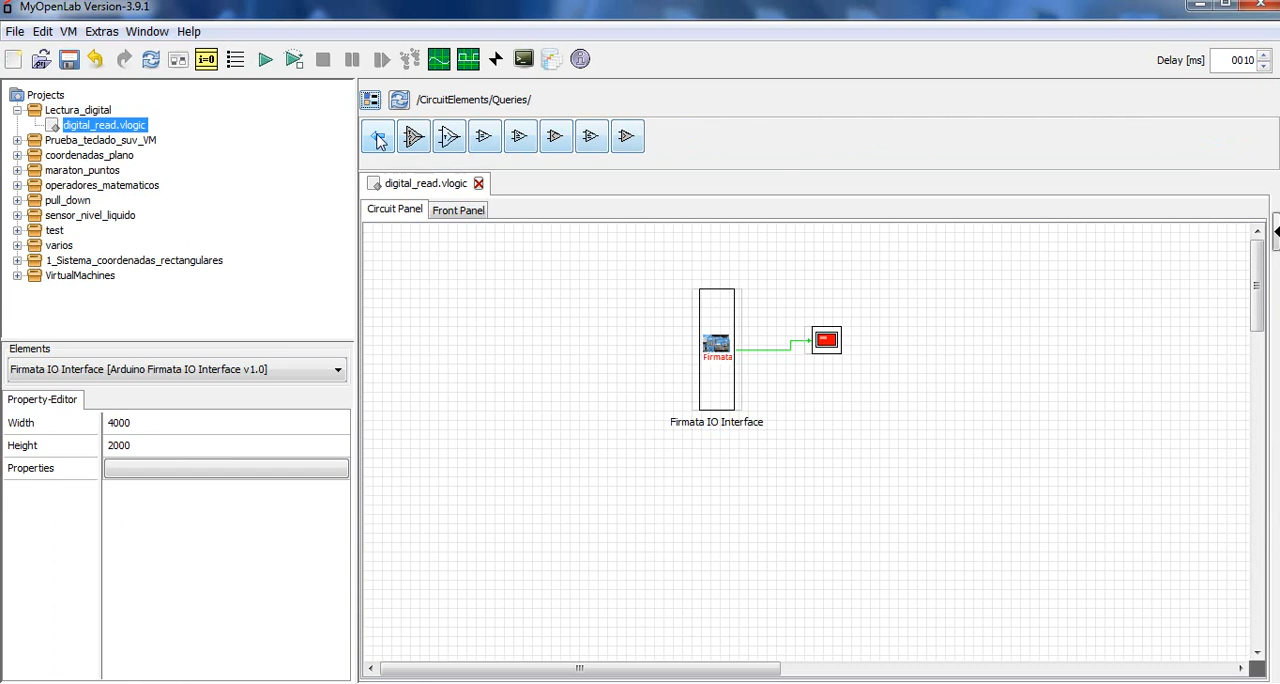 MyOpenLab Version-3.9.1
File Edit VM Extras Window Help
i=0
Delay [ms] 0010
Projects
Lectura_digital
digital_read.vlogic
Prueba_teclado_suv_VM
coordenadas_plano
maraton_puntos
operadores_matematicos
pull_down
sensor_nivel_liquido
test
varios
1_Sistema_coordenadas_rectangulares
VirtualMachines
/CircuitElements/Queries/
digital_read.vlogic
Circuit Panel Front Panel
Firmata
Firmata IO Interface
Elements
Firmata IO Interface [Arduino Firmata IO Interface v1.0]
Property-Editor
Width 4000
Height 2000
Properties